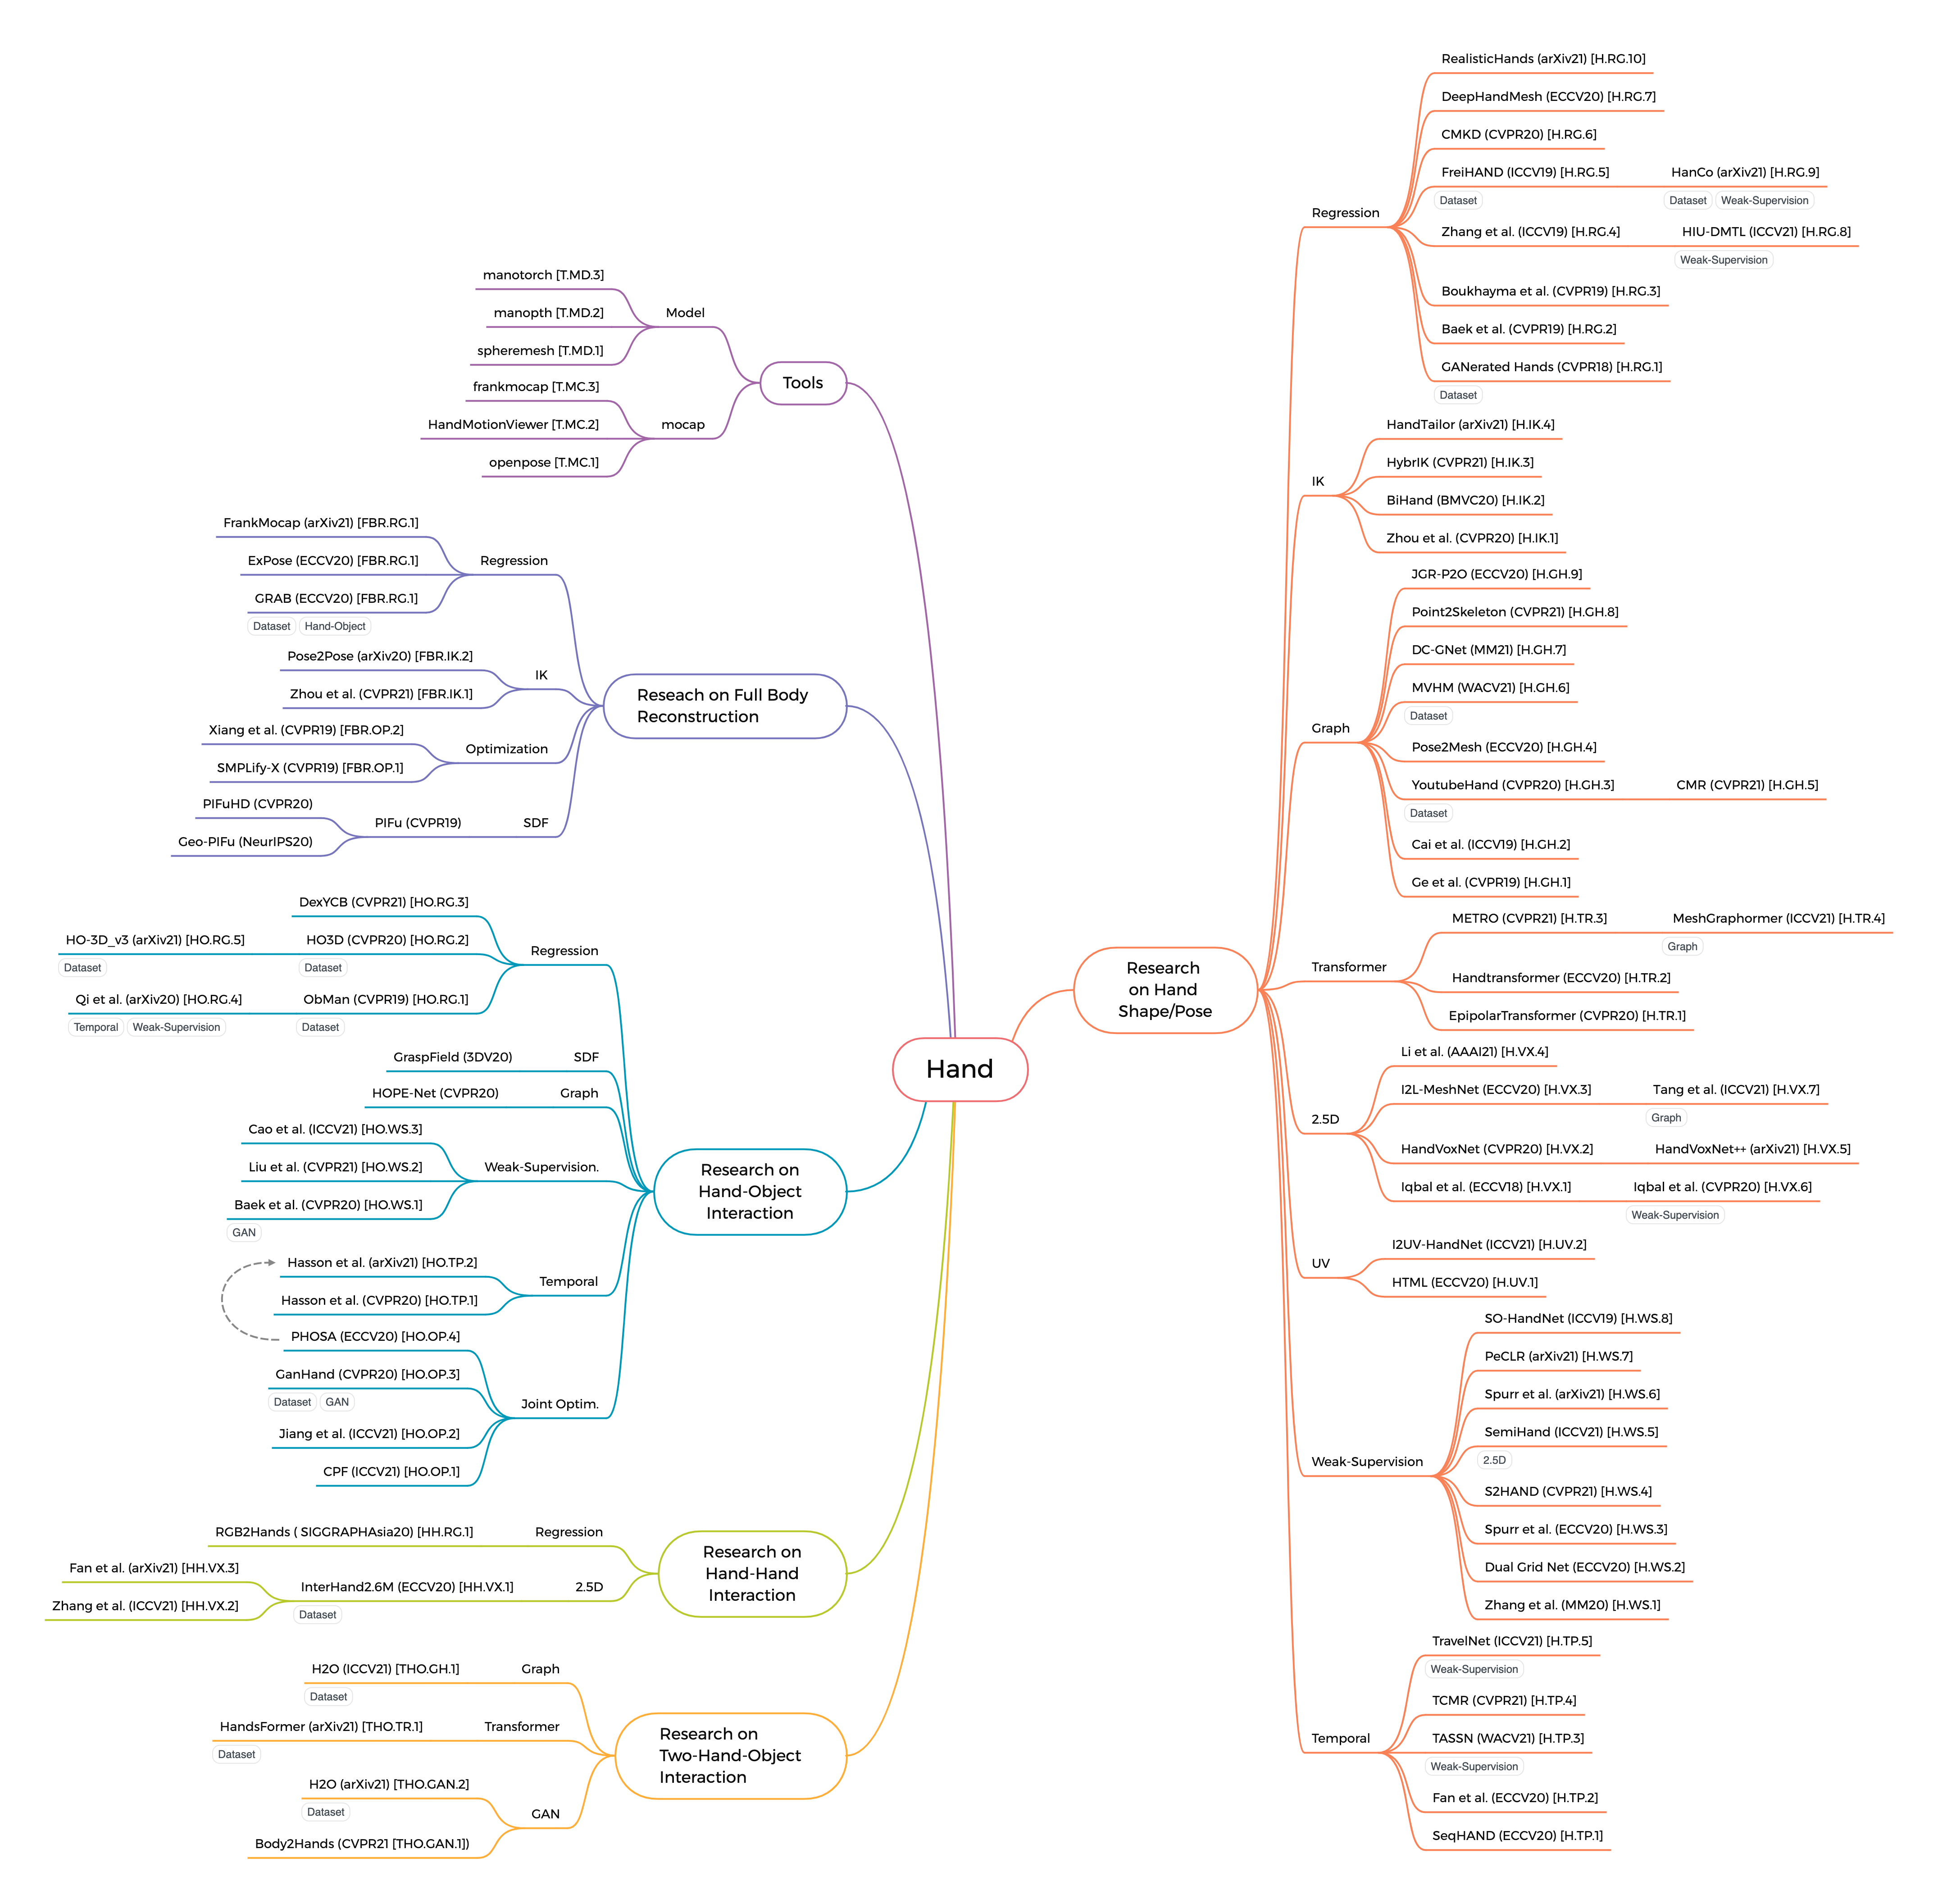 Hand
Tools
Model
manotorch [T.MD.3]
manopth [T.MD.2]
spheremesh [T.MD.1]
mocap
frankmocap [T.MC.3]
HandMotionViewer [T.MC.2]
openpose [T.MC.1]
Reseach on Full Body
Reconstruction
Regression
FrankMocap (arXiv21) [FBR.RG.1]
ExPose (ECCV20) [FBR.RG.1]
GRAB (ECCV20) [FBR.RG.1]
Dataset Hand-Object
IK
Pose2Pose (arXiv20) [FBR.IK.2]
Zhou et al. (CVPR21) [FBR.IK.1]
Optimization
Xiang et al. (CVPR19) [FBR.OP.2]
SMPLify-X (CVPR19) [FBR.OP.1]
SDF
PIFu (CVPR19)
PIFuHD (CVPR20)
Geo-PIFu (NeurIPS20)
Research on
Hand-Object
Interaction
Regression
DexYCB (CVPR21) [HO.RG.3]
HO3D (CVPR20) [HO.RG.2]
Dataset
HO-3D_v3 (arXiv21) [HO.RG.5]
Dataset
ObMan (CVPR19) [HO.RG.1]
Dataset
Qi et al. (arXiv20) [HO.RG.4]
Temporal Weak-Supervision
SDF
GraspField (3DV20)
Graph
HOPE-Net (CVPR20)
Weak-Supervision.
Cao et al. (ICCV21) [HO.WS.3]
Liu et al. (CVPR21) [HO.WS.2]
Baek et al. (CVPR20) [HO.WS.1]
GAN
Temporal
Hasson et al. (arXiv21) [HO.TP.2]
Hasson et al. (CVPR20) [HO.TP.1]
Joint Optim.
PHOSA (ECCV20) [HO.OP.4]
GanHand (CVPR20) [HO.OP.3]
Dataset GAN
Jiang et al. (ICCV21) [HO.OP.2]
CPF (ICCV21) [HO.OP.1]
Research on
Hand-Hand
Interaction
Regression
RGB2Hands ( SIGGRAPHAsia20) [HH.RG.1]
2.5D
InterHand2.6M (ECCV20) [HH.VX.1]
Dataset
Fan et al. (arXiv21) [HH.VX.3]
Zhang et al. (ICCV21) [HH.VX.2]
Research on
Two-Hand-Object
Interaction
Graph
H2O (ICCV21) [THO.GH.1]
Dataset
Transformer
HandsFormer (arXiv21) [THO.TR.1]
Dataset
GAN
H2O (arXiv21) [THO.GAN.2]
Dataset
Body2Hands (CVPR21 [THO.GAN.1])
Research
on Hand
Shape/Pose
Regression
RealisticHands (arXiv21) [H.RG.10]
DeepHandMesh (ECCV20) [H.RG.7]
CMKD (CVPR20) [H.RG.6]
FreiHAND (ICCV19) [H.RG.5]
Dataset
HanCo (arXiv21) [H.RG.9]
Dataset Weak-Supervision
Zhang et al. (ICCV19) [H.RG.4]
HIU-DMTL (ICCV21) [H.RG.8]
Weak-Supervision
Boukhayma et al. (CVPR19) [H.RG.3]
Baek et al. (CVPR19) [H.RG.2]
GANerated Hands (CVPR18) [H.RG.1]
Dataset
IK
HandTailor (arXiv21) [H.IK.4]
HybrIK (CVPR21) [H.IK.3]
BiHand (BMVC20) [H.IK.2]
Zhou et al. (CVPR20) [H.IK.1]
Graph
JGR-P2O (ECCV20) [H.GH.9]
Point2Skeleton (CVPR21) [H.GH.8]
DC-GNet (MM21) [H.GH.7]
MVHM (WACV21) [H.GH.6]
Dataset
Pose2Mesh (ECCV20) [H.GH.4]
YoutubeHand (CVPR20) [H.GH.3]
Dataset
CMR (CVPR21) [H.GH.5]
Cai et al. (ICCV19) [H.GH.2]
Ge et al. (CVPR19) [H.GH.1]
Transformer
METRO (CVPR21) [H.TR.3]
MeshGraphormer (ICCV21) [H.TR.4]
Graph
Handtransformer (ECCV20) [H.TR.2]
EpipolarTransformer (CVPR20) [H.TR.1]
2.5D
Li et al. (AAAI21) [H.VX.4]
I2L-MeshNet (ECCV20) [H.VX.3]
Tang et al. (ICCV21) [H.VX.7]
Graph
HandVoxNet (CVPR20) [H.VX.2]
HandVoxNet++ (arXiv21) [H.VX.5]
Iqbal et al. (ECCV18) [H.VX.1]
Iqbal et al. (CVPR20) [H.VX.6]
Weak-Supervision
UV
I2UV-HandNet (ICCV21) [H.UV.2]
HTML (ECCV20) [H.UV.1]
Weak-Supervision
SO-HandNet (ICCV19) [H.WS.8]
PeCLR (arXiv21) [H.WS.7]
Spurr et al. (arXiv21) [H.WS.6]
SemiHand (ICCV21) [H.WS.5]
2.5D
S2HAND (CVPR21) [H.WS.4]
Spurr et al. (ECCV20) [H.WS.3]
Dual Grid Net (ECCV20) [H.WS.2]
Zhang et al. (MM20) [H.WS.1]
Temporal
TravelNet (ICCV21) [H.TP.5]
Weak-Supervision
TCMR (CVPR21) [H.TP.4]
TASSN (WACV21) [H.TP.3]
Weak-Supervision
Fan et al. (ECCV20) [H.TP.2]
SeqHAND (ECCV20) [H.TP.1]